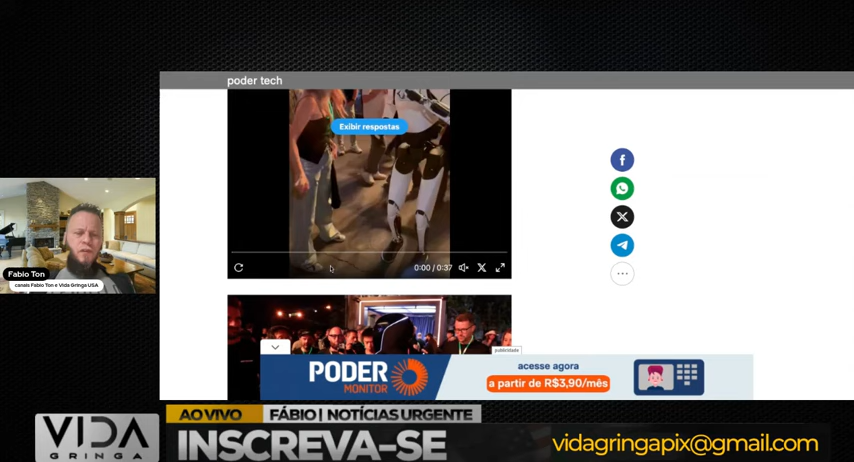 poder tech
Exibir respostas
0:00 / 0:37
Fabio Ton
canais Fabio Ton e Vida Gringa USA
publicidade
PODER
MONITOR
acesse agora
a partir de R$3,90/mês
VIDA
GRINGA
AO VIVO
FÁBIO | NOTÍCIAS URGENTE
INSCREVA-SE
vidagringapix@gmail.com